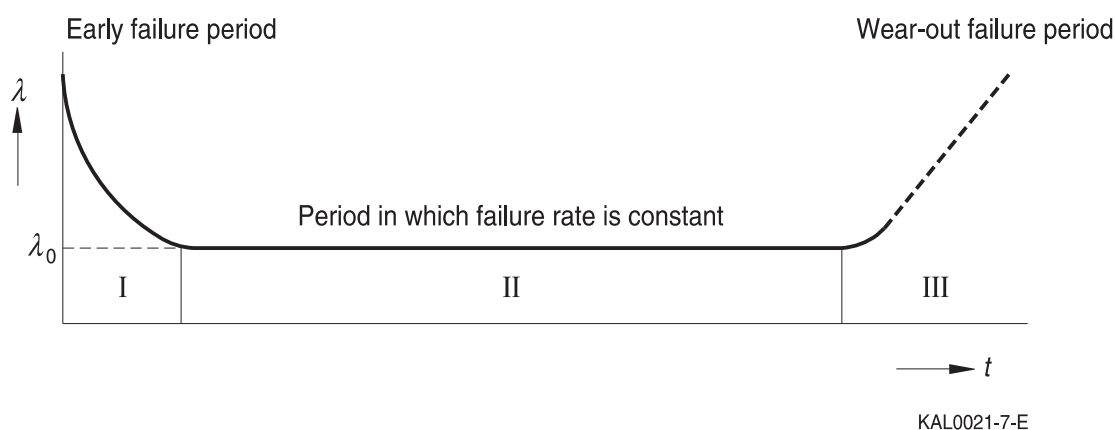 Early failure period
Wear-out failure period
λ
Period in which failure rate is constant
λ0
I
II
III
t
KAL0021-7-E